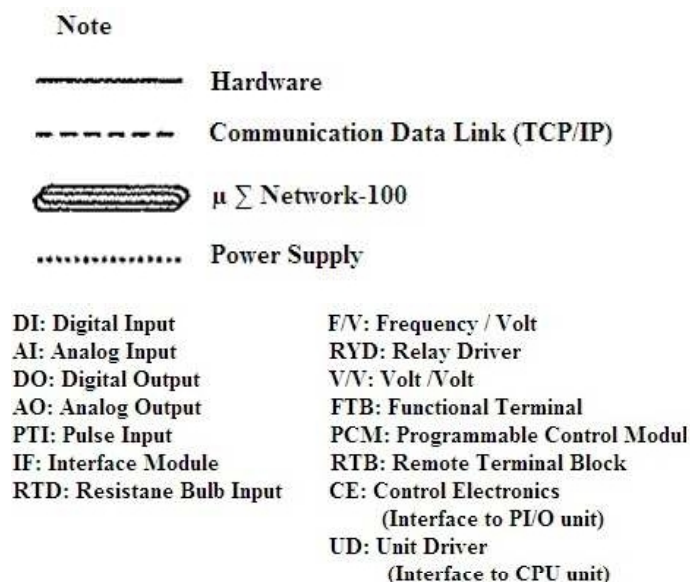 Note
Hardware
Communication Data Link (TCP/IP)
μ ∑ Network-100
Power Supply
DI: Digital Input
AI: Analog Input
DO: Digital Output
AO: Analog Output
PTI: Pulse Input
IF: Interface Module
RTD: Resistane Bulb Input
F/V: Frequency / Volt
RYD: Relay Driver
V/V: Volt /Volt
FTB: Functional Terminal
PCM: Programmable Control Modul
RTB: Remote Terminal Block
CE: Control Electronics
(Interface to PI/O unit)
UD: Unit Driver
(Interface to CPU unit)